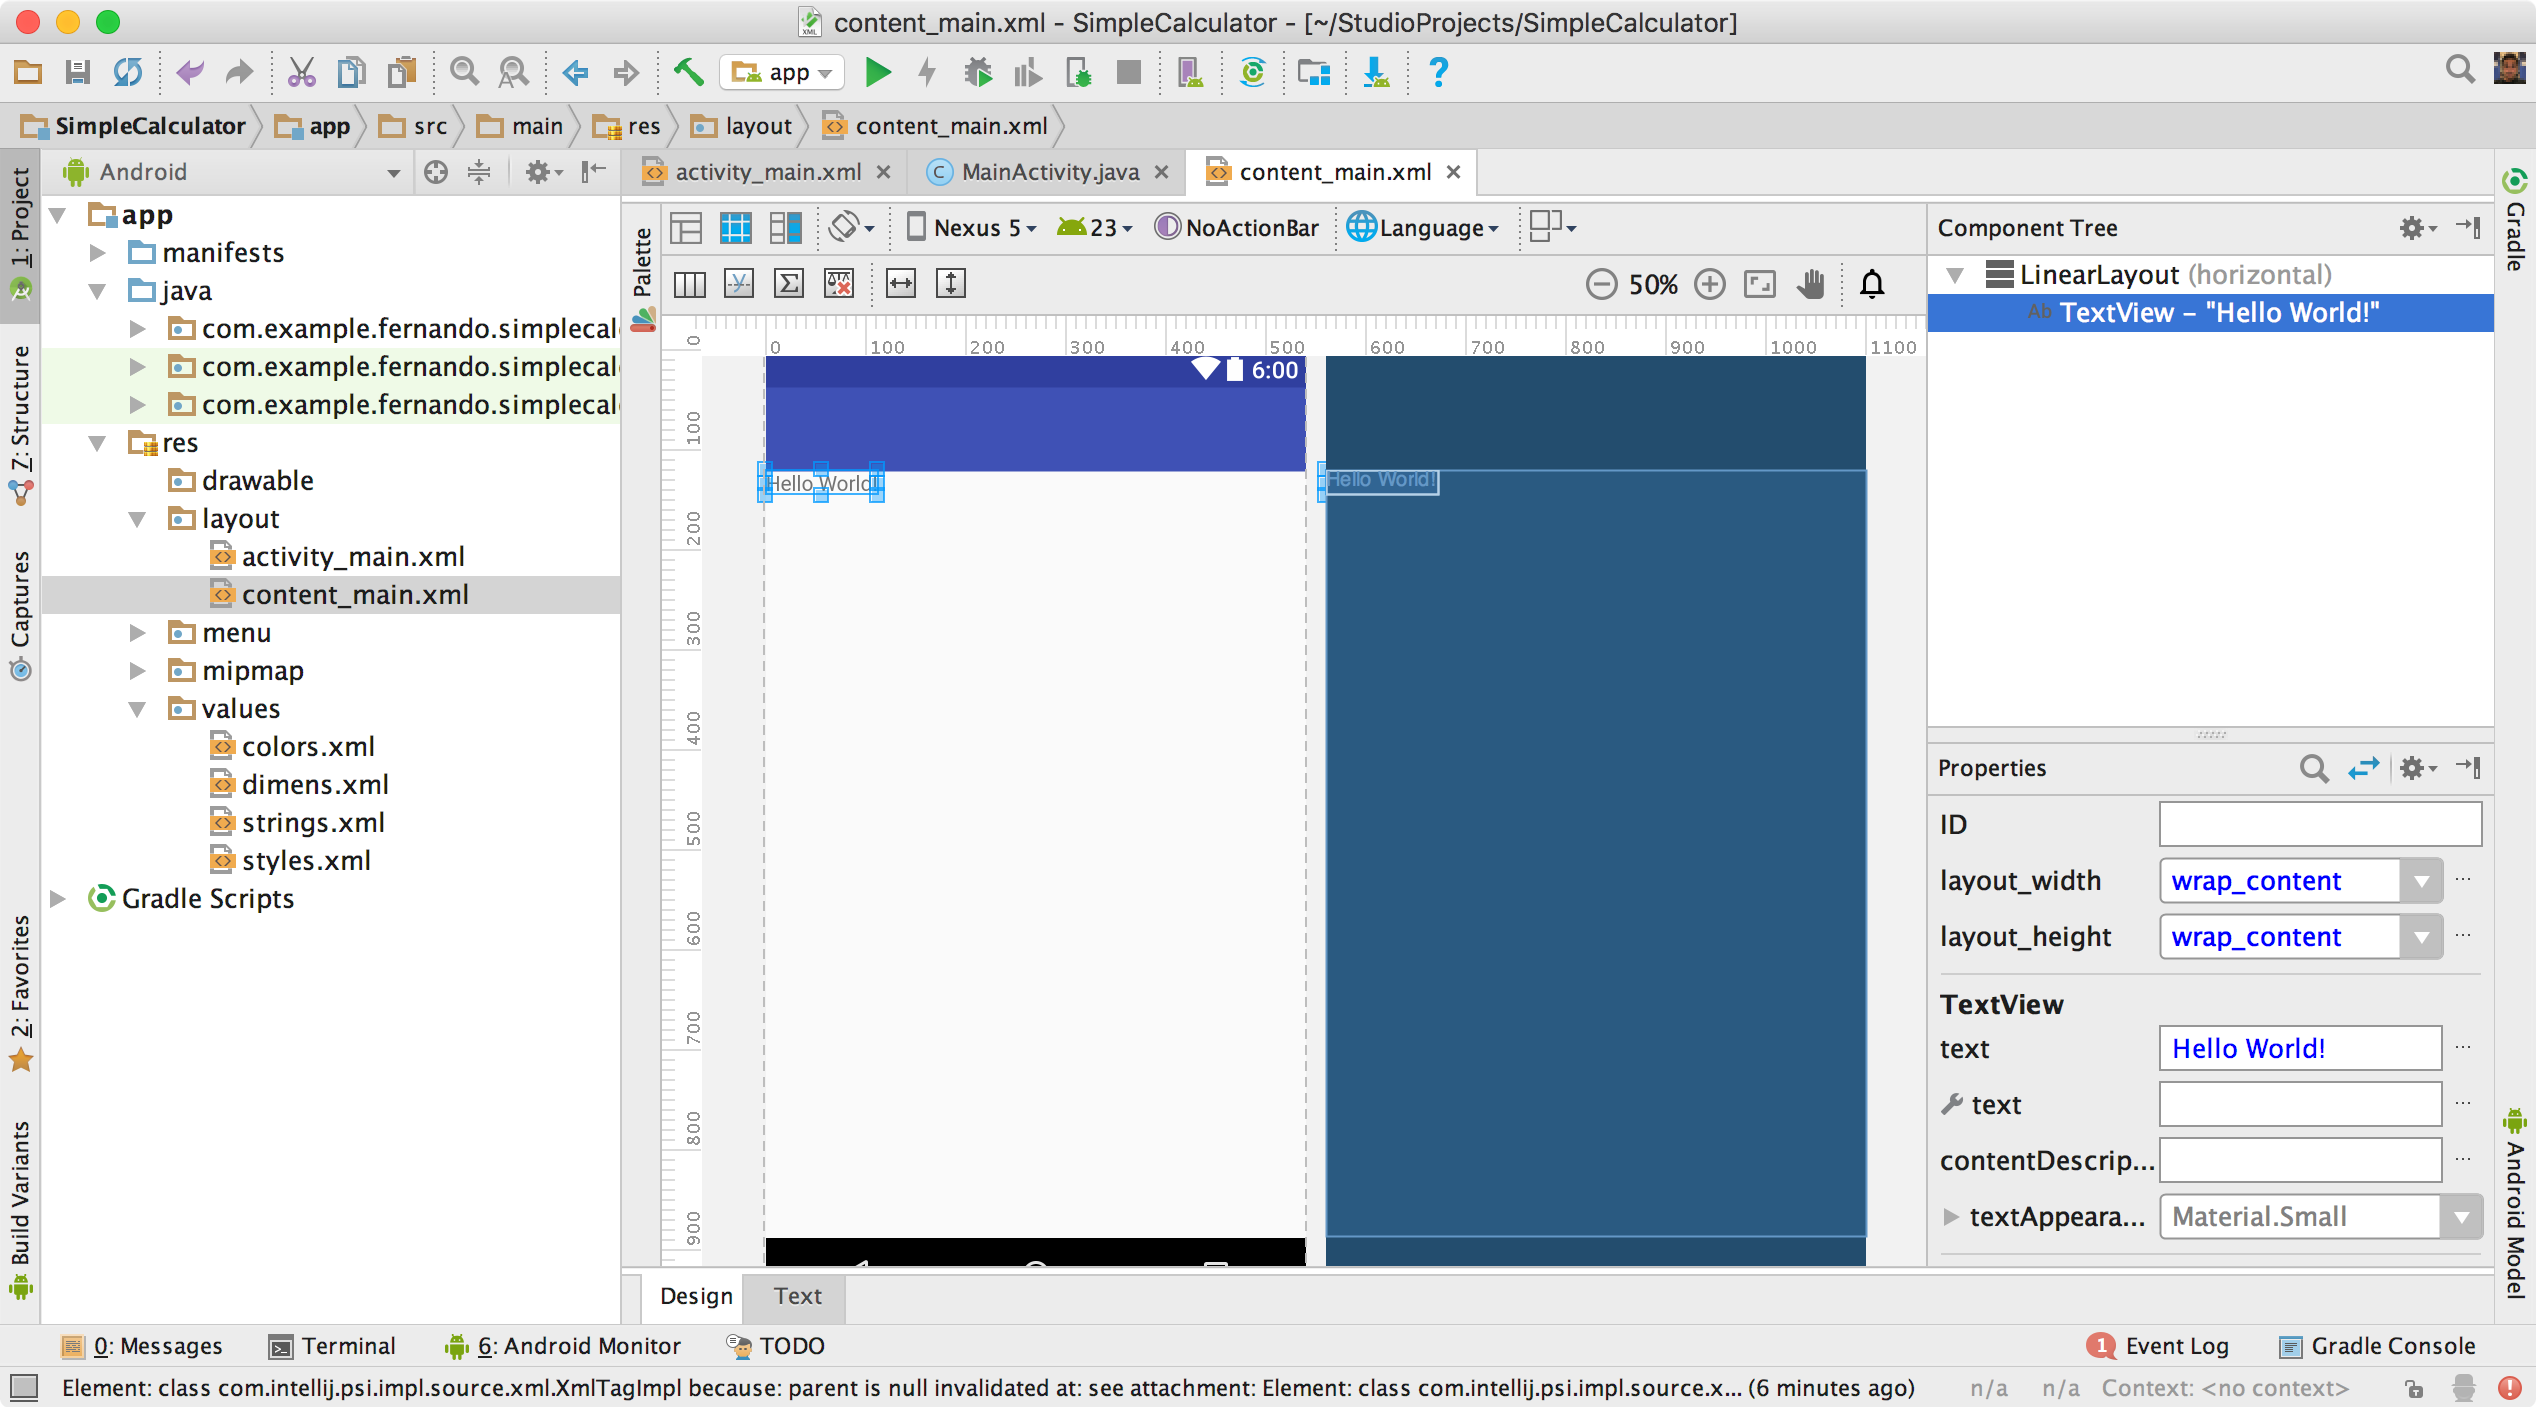 content_main.xml - SimpleCalculator - [~/StudioProjects/SimpleCalculator]
app
SimpleCalculator app src main res layout content_main.xml
Android
activity_main.xml
MainActivity.java
content_main.xml
1: Project
7: Structure
Captures
2: Favorites
Build Variants
app
manifests
java
com.example.fernando.simplecal
com.example.fernando.simplecal
com.example.fernando.simplecal
res
drawable
layout
activity_main.xml
content_main.xml
menu
mipmap
values
colors.xml
dimens.xml
strings.xml
styles.xml
Gradle Scripts
Palette
Nexus 5 23 NoActionBar Language
50%
0 100 200 300 400 500 600 700 800 900 1000 1100
0
100
200
300
400
500
600
700
800
900
6:00
Hello World!
Hello World!
Design Text
Component Tree
LinearLayout (horizontal)
Ab TextView – "Hello World!"
Properties
ID
layout_width wrap_content
layout_height wrap_content
TextView
text Hello World!
text
contentDescrip...
textAppeara... Material.Small
Gradle
Android Model
0: Messages Terminal 6: Android Monitor TODO
1 Event Log Gradle Console
Element: class com.intellij.psi.impl.source.xml.XmlTagImpl because: parent is null invalidated at: see attachment: Element: class com.intellij.psi.impl.source.x... (6 minutes ago) n/a n/a Context: <no context>